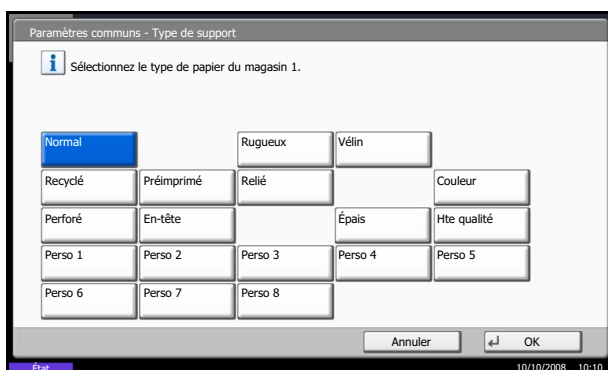 Paramètres communs - Type de support
Sélectionnez le type de papier du magasin 1.
Normal Rugueux Vélin
Recyclé Préimprimé Relié Couleur
Perforé En-tête Épais Hte qualité
Perso 1 Perso 2 Perso 3 Perso 4 Perso 5
Perso 6 Perso 7 Perso 8
Annuler OK
État 10/10/2008 10:10